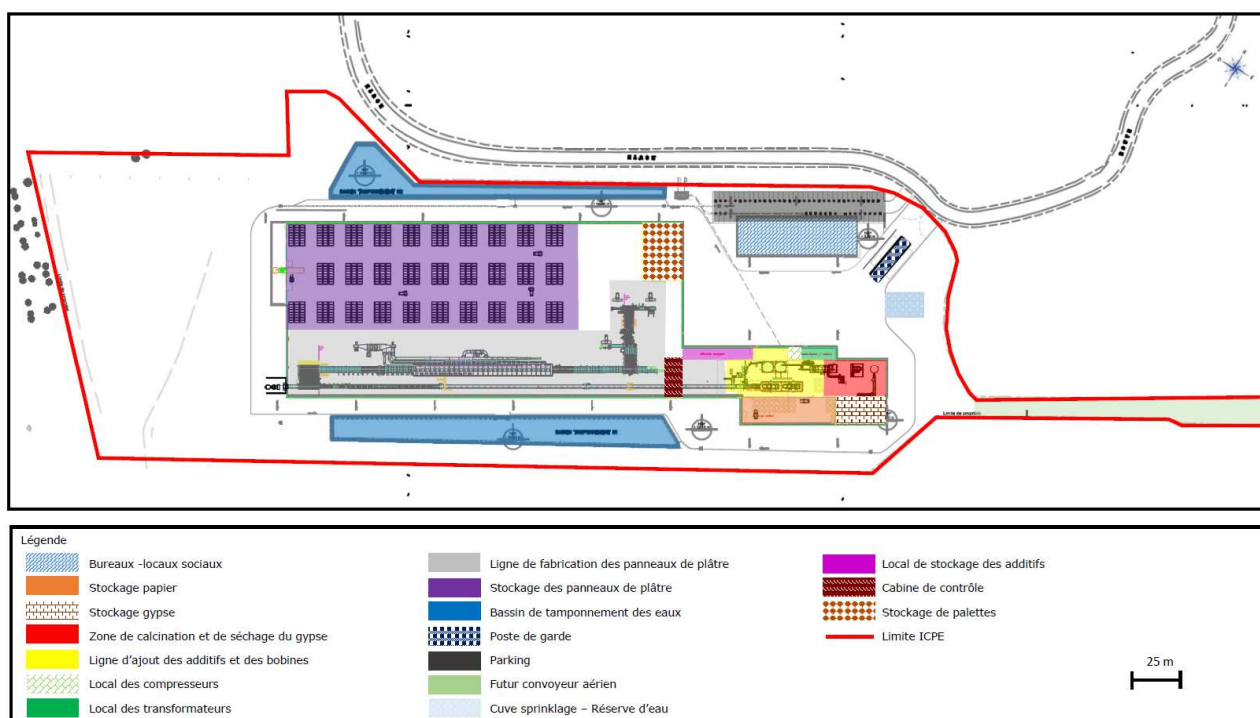 Limite de propriété
Légende
Bureaux -locaux sociaux
Stockage papier
Stockage gypse
Zone de calcination et de séchage du gypse
Ligne d'ajout des additifs et des bobines
Local des compresseurs
Local des transformateurs
Ligne de fabrication des panneaux de plâtre
Stockage des panneaux de plâtre
Bassin de tamponnement des eaux
Poste de garde
Parking
Futur convoyeur aérien
Cuve sprinklage – Réserve d'eau
Local de stockage des additifs
Cabine de contrôle
Stockage de palettes
Limite ICPE
25 m